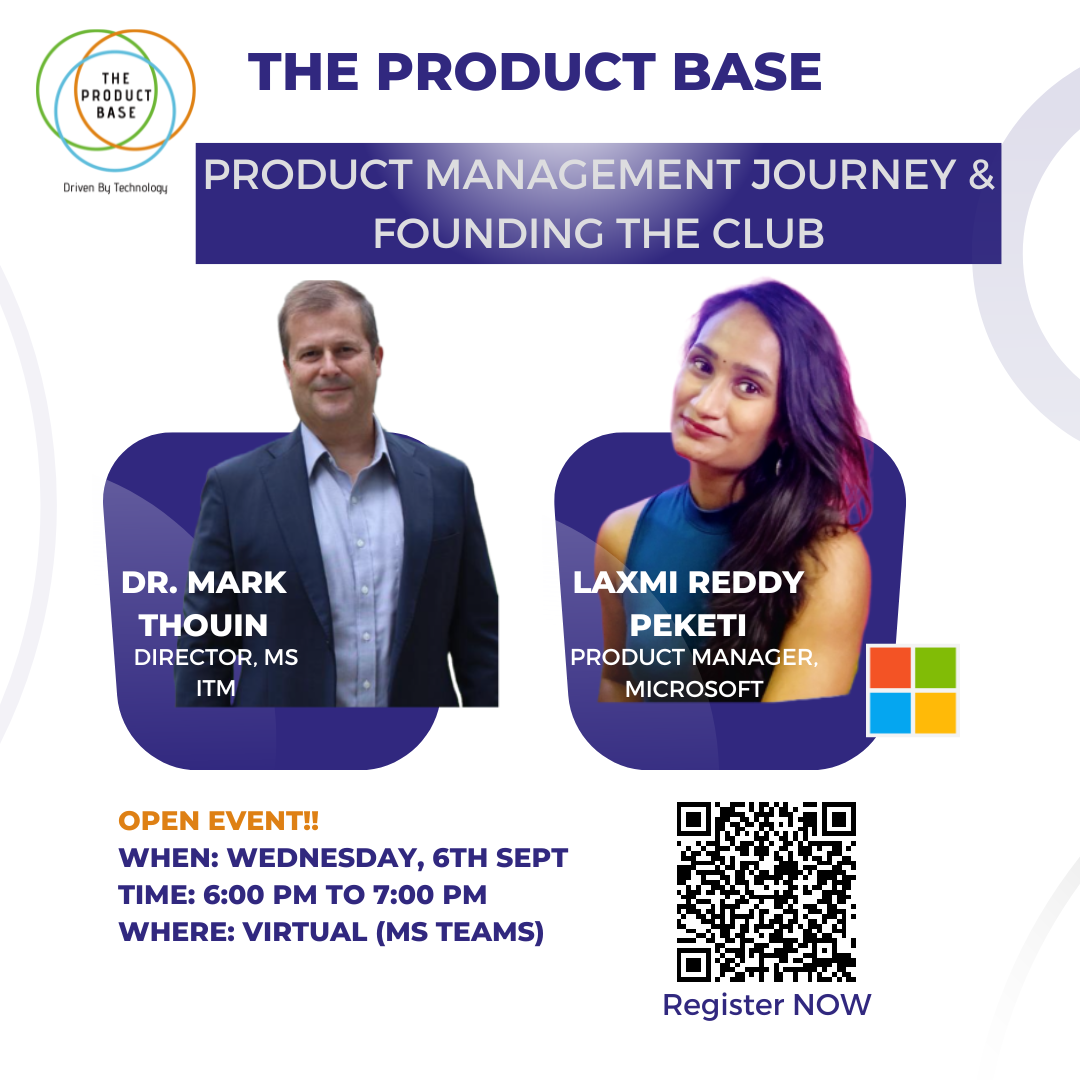 THE
PRODUCT
BASE
Driven By Technology
THE PRODUCT BASE
PRODUCT MANAGEMENT JOURNEY &
FOUNDING THE CLUB
DR. MARK
THOUIN
DIRECTOR, MS
ITM
LAXMI REDDY
PEKETI
PRODUCT MANAGER,
MICROSOFT
OPEN EVENT!!
WHEN: WEDNESDAY, 6TH SEPT
TIME: 6:00 PM TO 7:00 PM
WHERE: VIRTUAL (MS TEAMS)
Register NOW